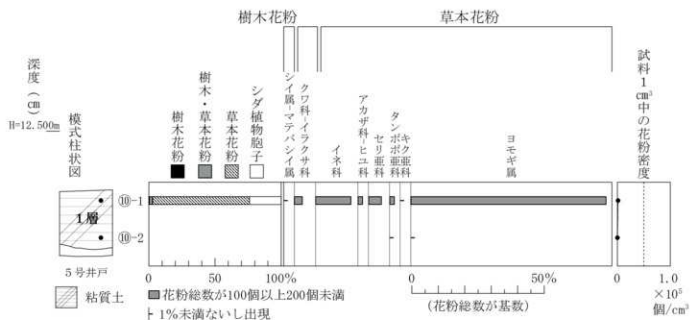 樹木花粉
草本花粉
深度
(cm)
H=12.500m
模式柱状図
樹木花粉
樹木・草本花粉
草本花粉
シダ植物胞子
シイ属-マテバシイ属
クワ科-イラクサ科
イネ科
アカザ科-ヒユ科
セリ亜科
タンポポ亜科
キク亜科
ヨモギ属
試料1cm³中の花粉密度
1層
⑩-1
⑩-2
5号井戸
粘質土
0 50 100%
花粉総数が100個以上200個未満
1%未満ないし出現
0 50%
(花粉総数が基数)
0 1.0
×10⁵
個/cm³